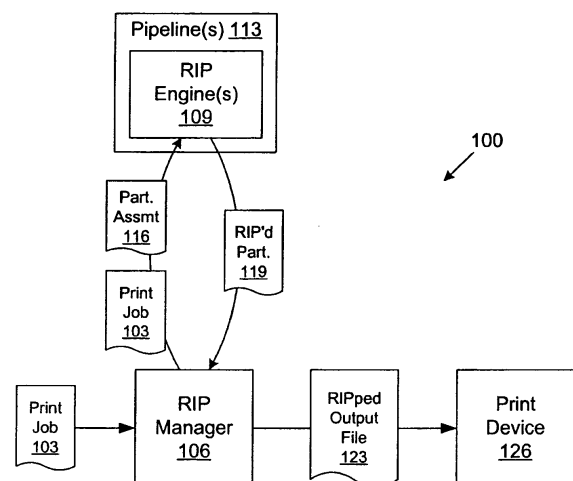 Pipeline(s) 113
RIP
Engine(s)
109
100
Part.
Assmt
116
RIP'd
Part.
119
Print
Job
103
Print
Job
103
RIP
Manager
106
RIPped
Output
File
123
Print
Device
126